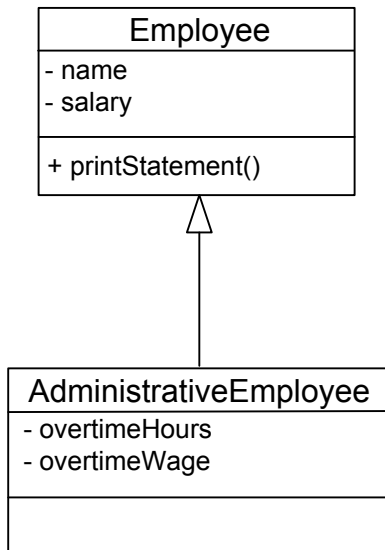 Employee
- name
- salary
+ printStatement()
AdministrativeEmployee
- overtimeHours
- overtimeWage